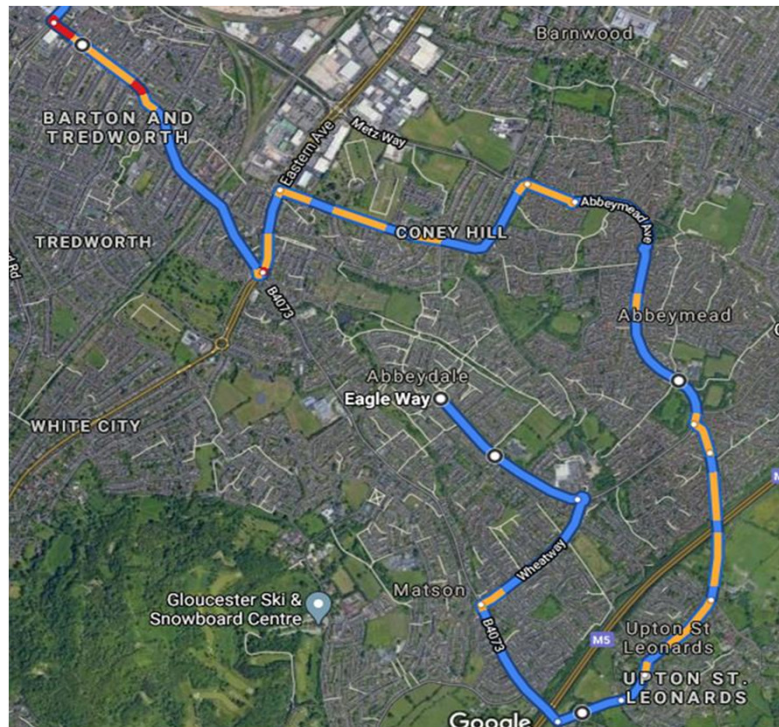 Barnwood
BARTON AND
TREDWORTH
Eastern Ave
Metz Way
TREDWORTH
CONEY HILL
Abbeymead Ave
Rd
B4073
Abbeymead
Abbeydale
Eagle Way
WHITE CITY
Wheatway
Matson
Gloucester Ski &
Snowboard Centre
B4073
M5
Upton St
Leonards
UPTON ST.
LEONARDS
Google